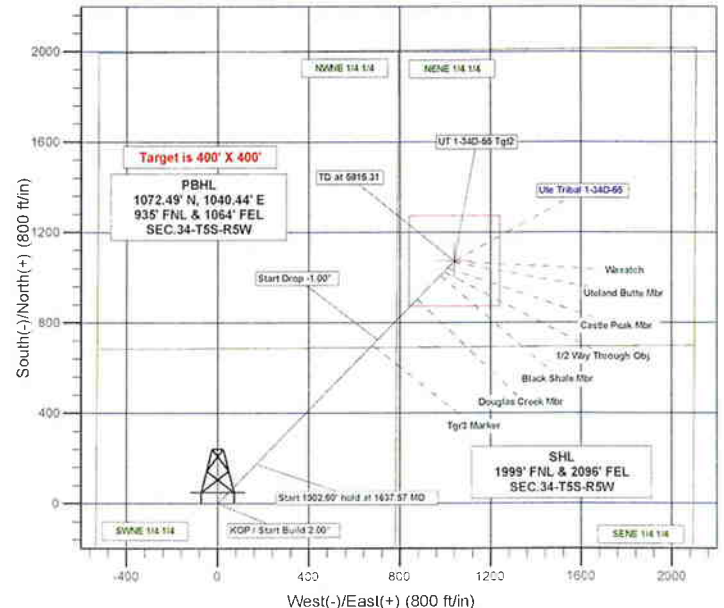 2000
NWNE 1/4 1/4
NENE 1/4 1/4
1600
UT 1-34D-55 Tgt2
Target is 400' X 400'
TD at 6815.31
PBHL
1072.49' N, 1040.44' E
935' FNL & 1064' FEL
SEC.34-T5S-R5W
Ute Tribal 1-34D-55
1200
Wasatch
Start Drop -1.00°
Uteland Butte Mbr
South(-)/North(+) (800 ft/in)
800
Castle Peak Mbr
1/2 Way Through Obj.
Black Shale Mbr
Douglas Creek Mbr
400
Tgr3 Marker
SHL
1999' FNL & 2096' FEL
SEC.34-T5S-R5W
Start hold at 1637.57 MD
0
KOP / Start Build 2.00°
SWNE 1/4 1/4
SENE 1/4 1/4
-400
0
400
800
1200
1600
2000
West(-)/East(+) (800 ft/in)